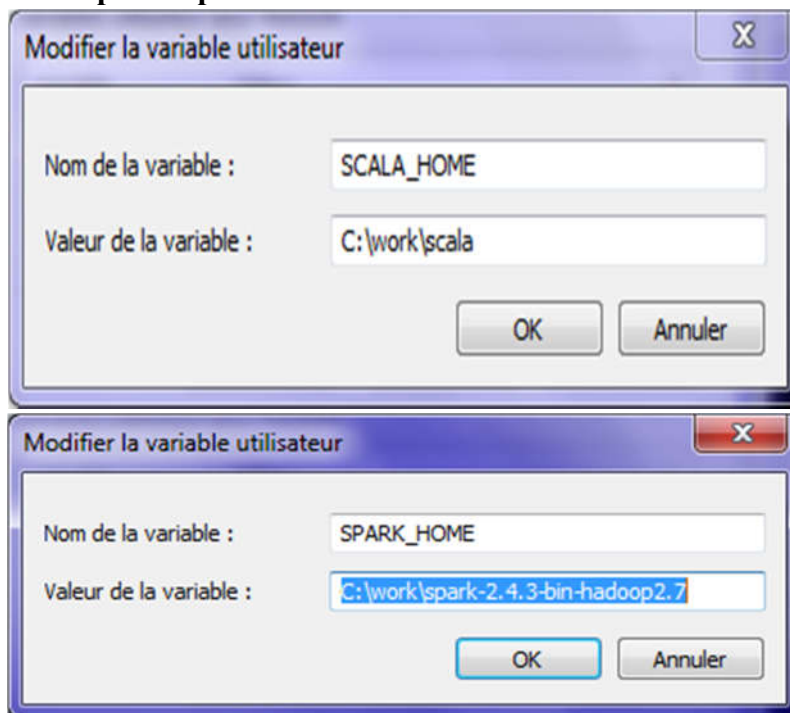 Modifier la variable utilisateur
X
Nom de la variable : SCALA_HOME
Valeur de la variable : C:\work\scala
OK Annuler
Modifier la variable utilisateur
X
Nom de la variable : SPARK_HOME
Valeur de la variable : C:\work\spark-2.4.3-bin-hadoop2.7
OK Annuler